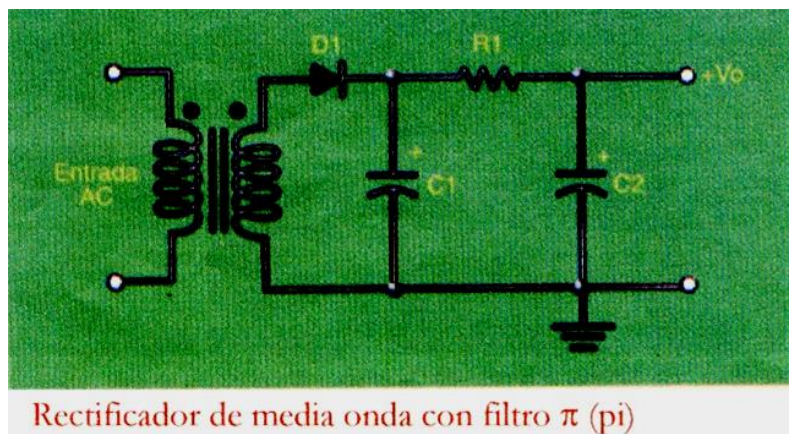 D1
R1
+Vo
Entrada
AC
+
C1
+
C2
Rectificador de media onda con filtro π (pi)